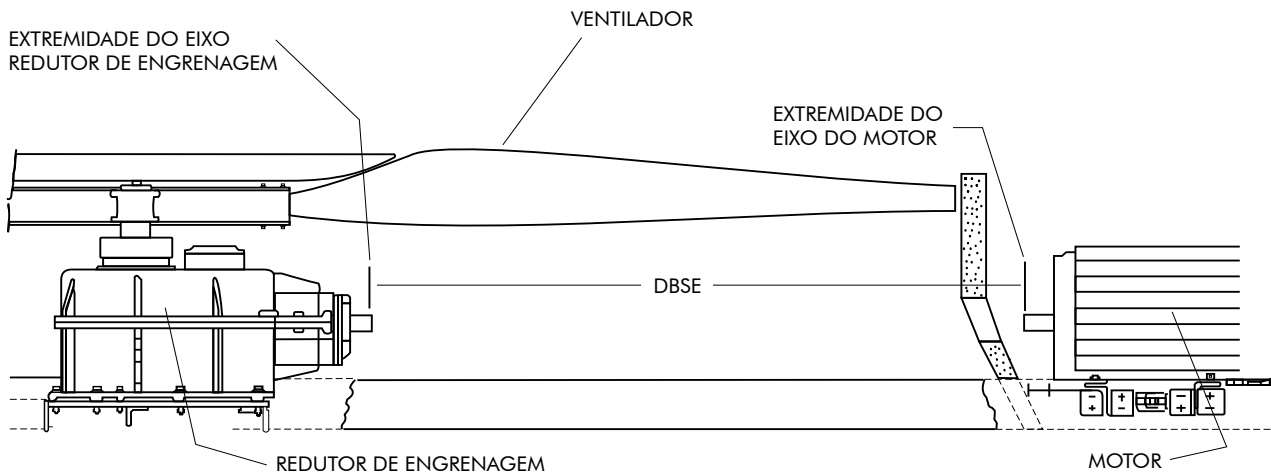 VENTILADOR
EXTREMIDADE DO EIXO
REDUTOR DE ENGRENAGEM
EXTREMIDADE DO
EIXO DO MOTOR
DBSE
REDUTOR DE ENGRENAGEM
MOTOR